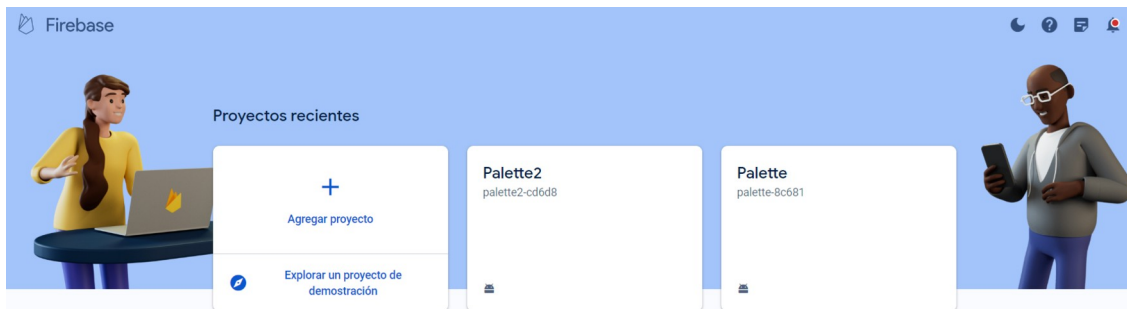 Firebase
Proyectos recientes
Agregar proyecto
Explorar un proyecto de
demostración
Palette2
palette2-cd6d8
Palette
palette-8c681